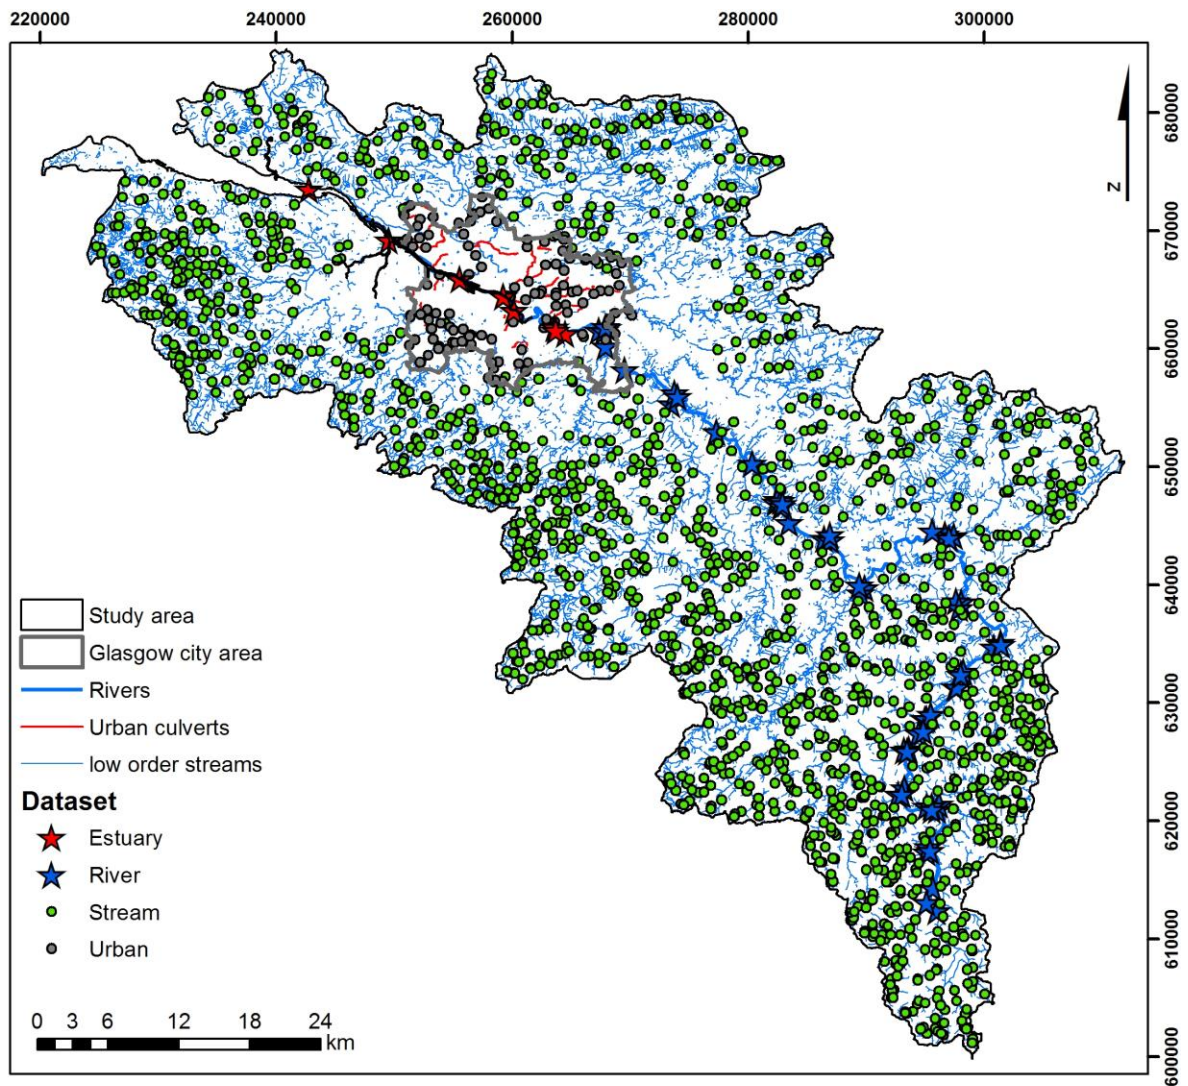 220000 240000 260000 280000 300000
680000
670000
660000
650000
640000
630000
620000
610000
600000
N
Study area
Glasgow city area
Rivers
Urban culverts
low order streams
Dataset
Estuary
River
Stream
Urban
0 3 6 12 18 24
km